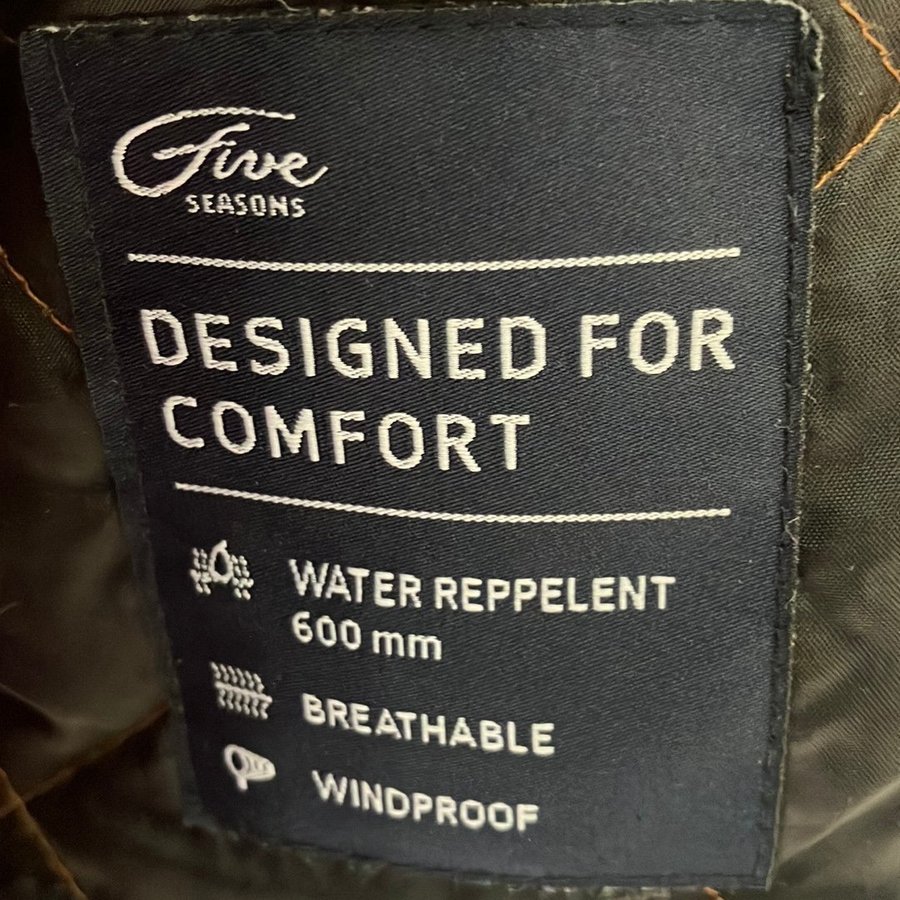 Five
SEASONS
DESIGNED FOR
COMFORT
WATER REPPELENT
600 mm
BREATHABLE
WINDPROOF